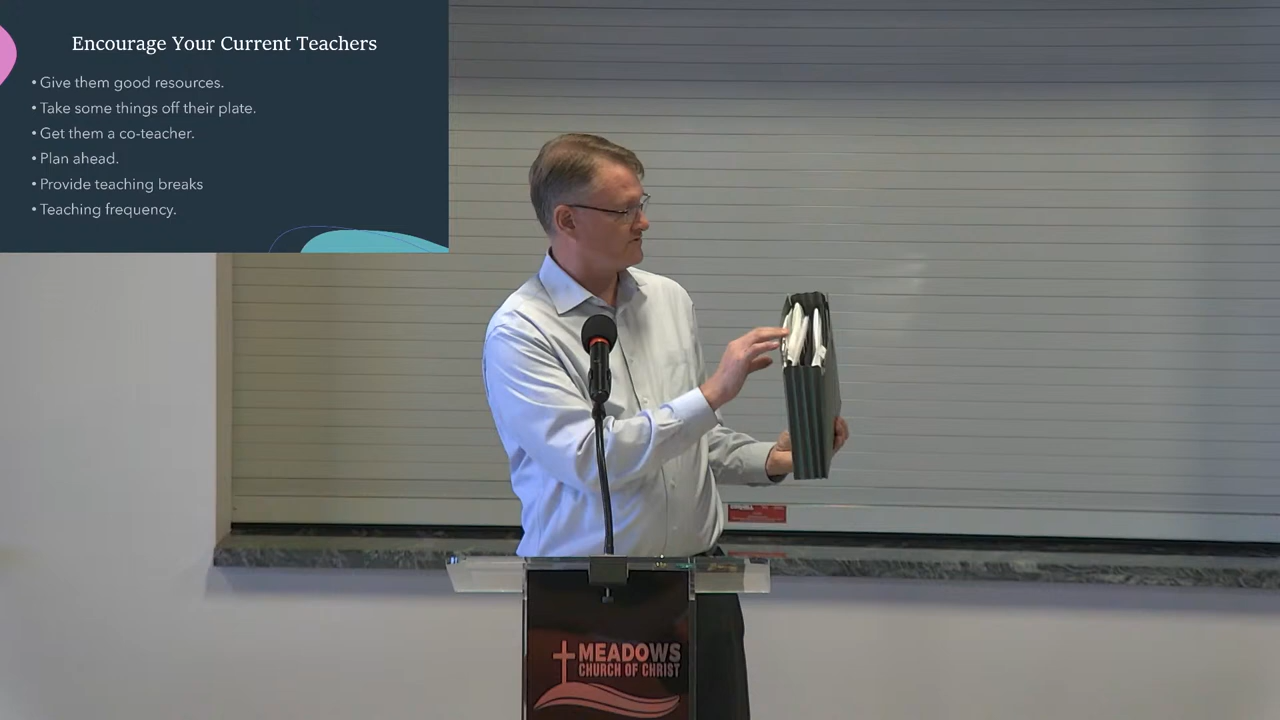 Encourage Your Current Teachers
• Give them good resources.
• Take some things off their plate.
• Get them a co-teacher.
• Plan ahead.
• Provide teaching breaks
• Teaching frequency.
MEADOWS
CHURCH OF CHRIST